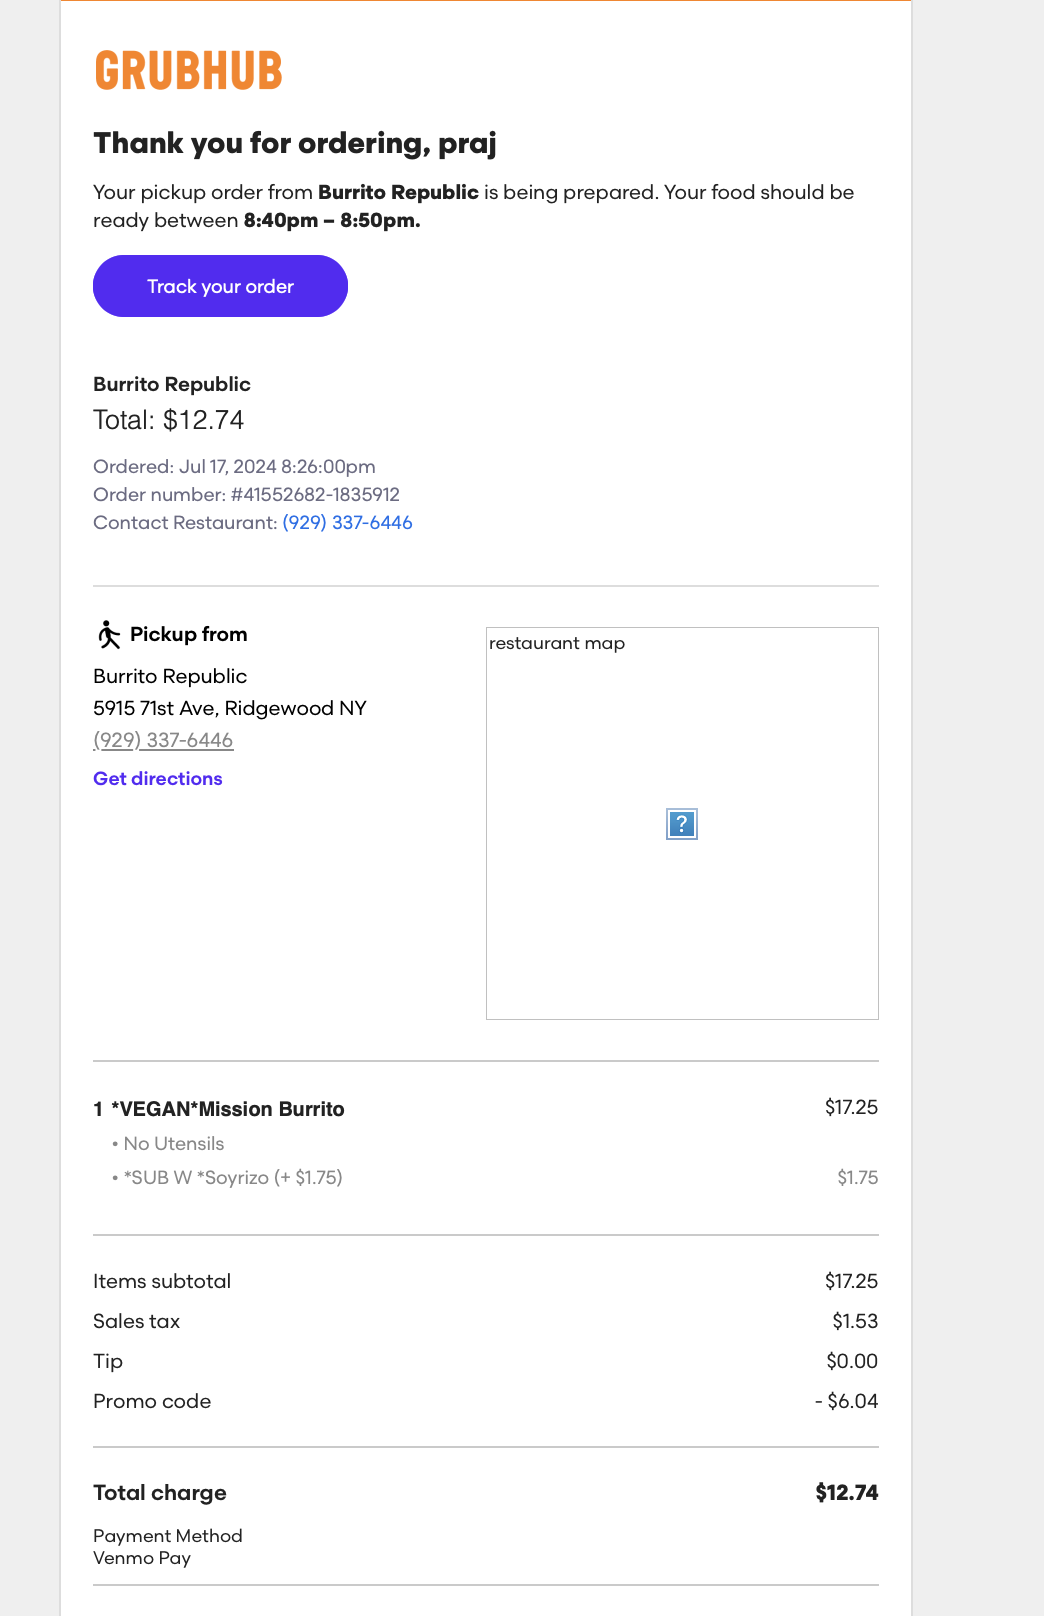 GRUBHUB
Thank you for ordering, praj
Your pickup order from Burrito Republic is being prepared. Your food should be
ready between 8:40pm – 8:50pm.
Track your order
Burrito Republic
Total: $12.74
Ordered: Jul 17, 2024 8:26:00pm
Order number: #41552682-1835912
Contact Restaurant: (929) 337-6446
Pickup from
Burrito Republic
5915 71st Ave, Ridgewood NY
(929) 337-6446
Get directions
restaurant map
?
1 *VEGAN*Mission Burrito $17.25
• No Utensils
• *SUB W *Soyrizo (+ $1.75) $1.75
Items subtotal $17.25
Sales tax $1.53
Tip $0.00
Promo code - $6.04
Total charge $12.74
Payment Method
Venmo Pay